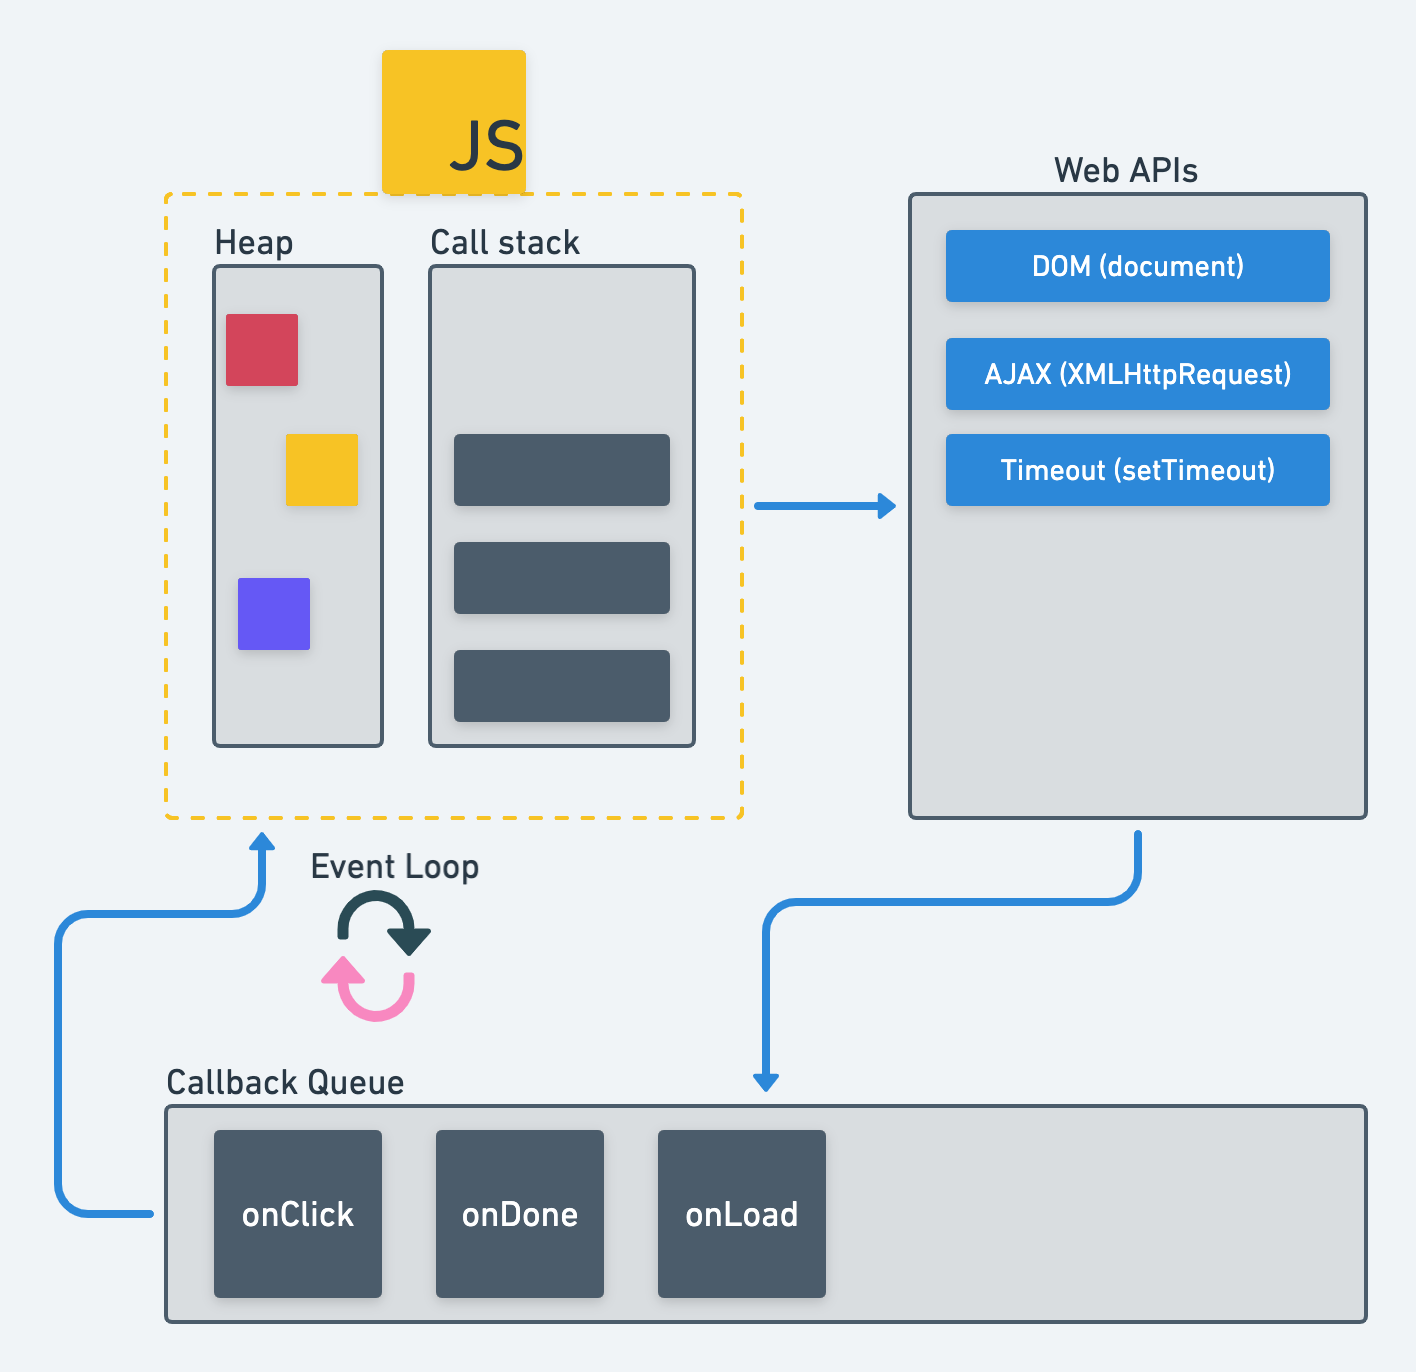 JS
Web APIs
Heap
Call stack
DOM (document)
AJAX (XMLHttpRequest)
Timeout (setTimeout)
Event Loop
Callback Queue
onClick
onDone
onLoad